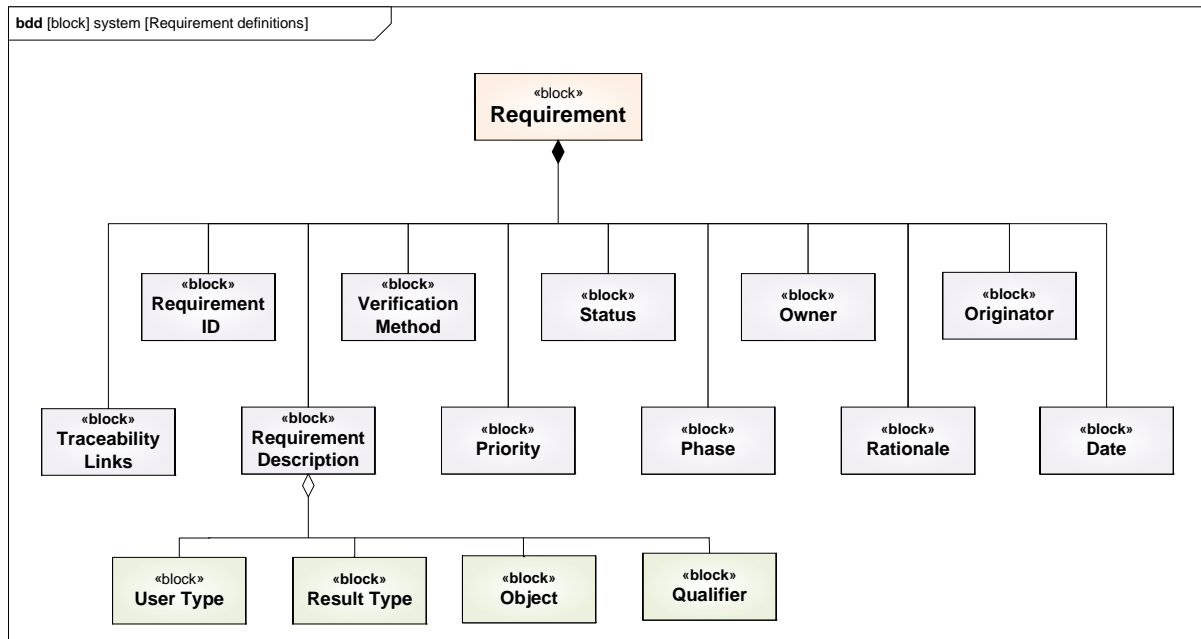 bdd [block] system [Requirement definitions]
«block»
Requirement
«block»
Requirement
ID
«block»
Verification
Method
«block»
Status
«block»
Owner
«block»
Originator
«block»
Traceability
Links
«block»
Requirement
Description
«block»
Priority
«block»
Phase
«block»
Rationale
«block»
Date
«block»
User Type
«block»
Result Type
«block»
Object
«block»
Qualifier